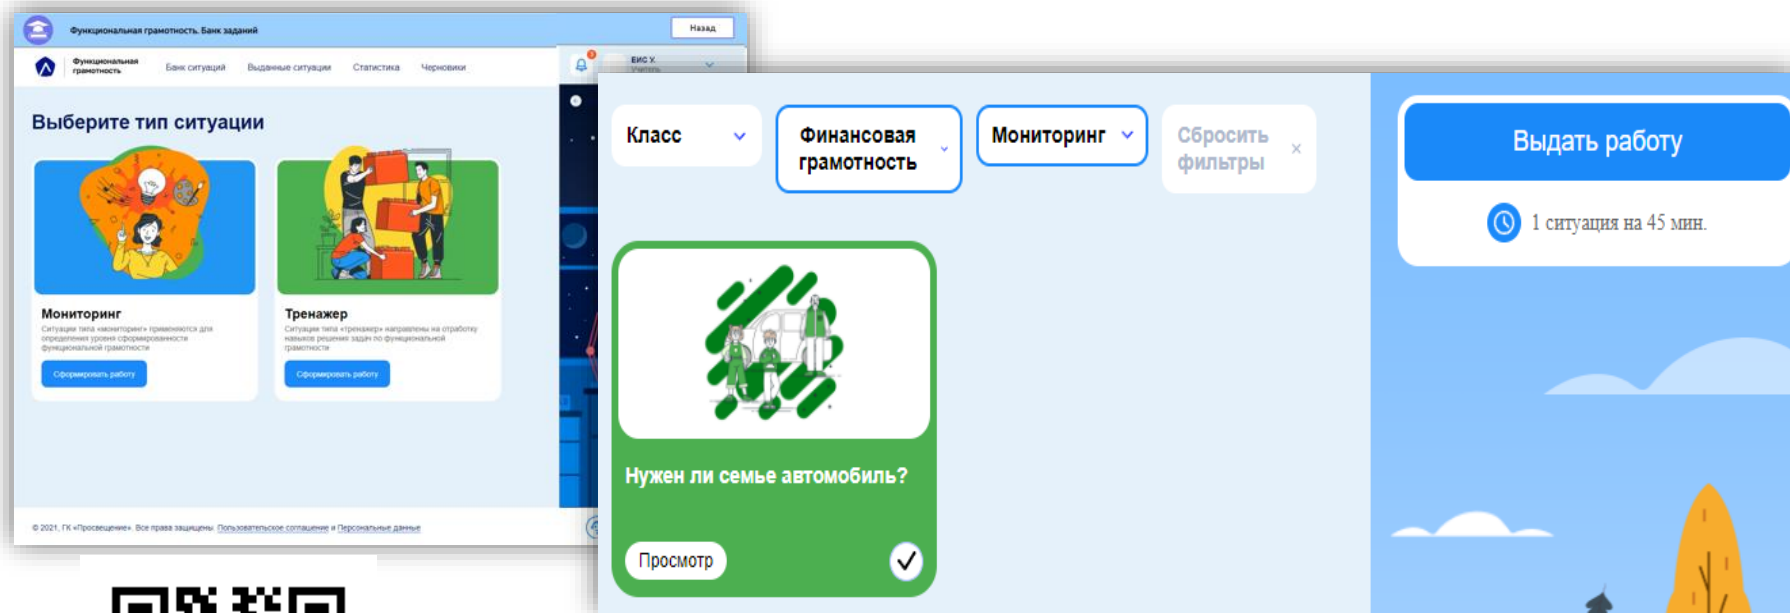 Функциональная грамотность. Банк заданий
Назад
Функциональная
грамотность
Банк ситуаций
Выданные ситуации
Статистика
Черновики
3
ЕИС У.
Учитель
Выберите тип ситуации
Мониторинг
Ситуации типа «мониторинг» применяются для
определения уровня сформированности
функциональной грамотности
Сформировать работу
Тренажер
Ситуации типа «тренажер» направлены на отработку
навыков решения задач по функциональной
грамотности
Сформировать работу
© 2021, ГК «Просвещение». Все права защищены. Пользовательское соглашение и Персональные данные
Класс
Финансовая
грамотность
Мониторинг
Сбросить
фильтры
Нужен ли семье автомобиль?
Просмотр
Выдать работу
1 ситуация на 45 мин.